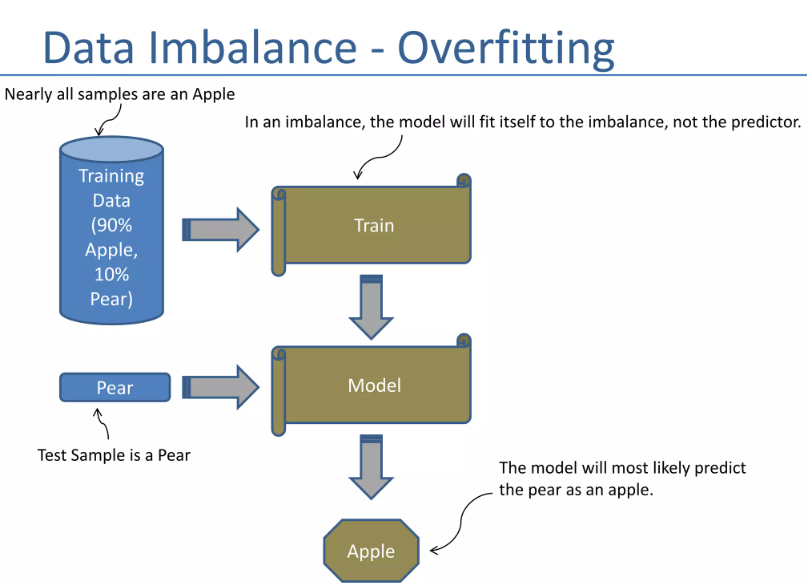 Data Imbalance - Overfitting
Nearly all samples are an Apple
In an imbalance, the model will fit itself to the imbalance, not the predictor.
Training
Data
(90%
Apple,
10%
Pear)
Train
Pear
Model
Test Sample is a Pear
The model will most likely predict
the pear as an apple.
Apple